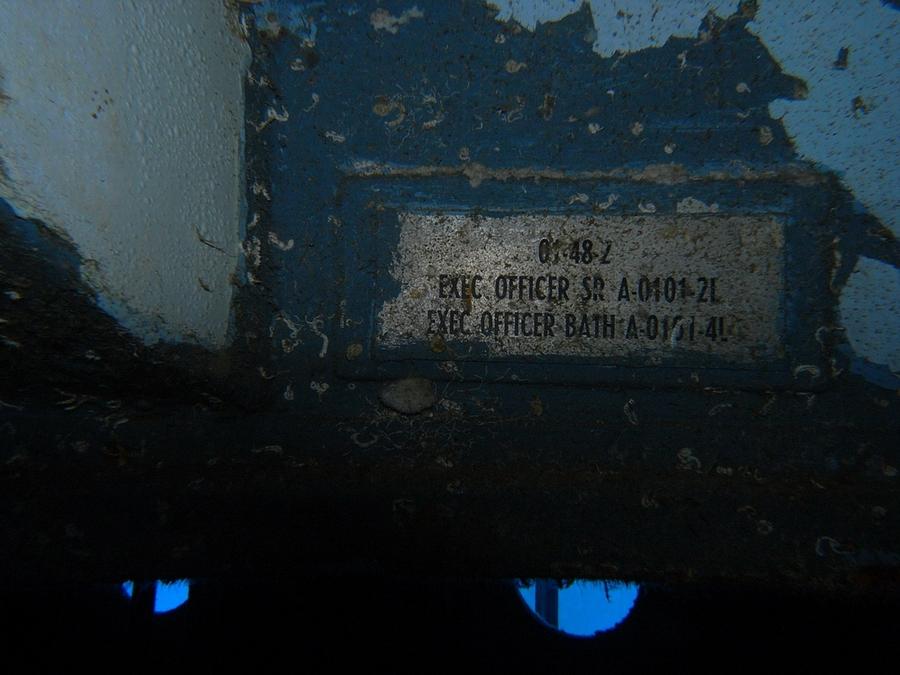 01-48-2
EXEC OFFICER SR A-0101-2L
EXEC OFFICER BATH A-0101-4L